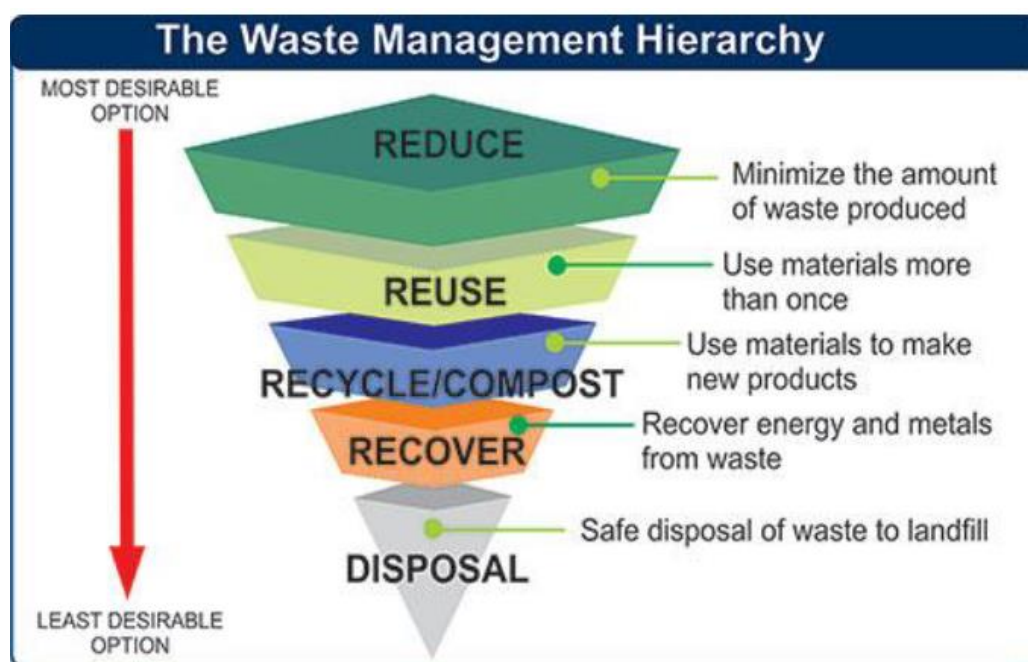 The Waste Management Hierarchy
MOST DESIRABLE
OPTION
REDUCE
Minimize the amount
of waste produced
REUSE
Use materials more
than once
RECYCLE/COMPOST
Use materials to make
new products
RECOVER
Recover energy and metals
from waste
DISPOSAL
Safe disposal of waste to landfill
LEAST DESIRABLE
OPTION